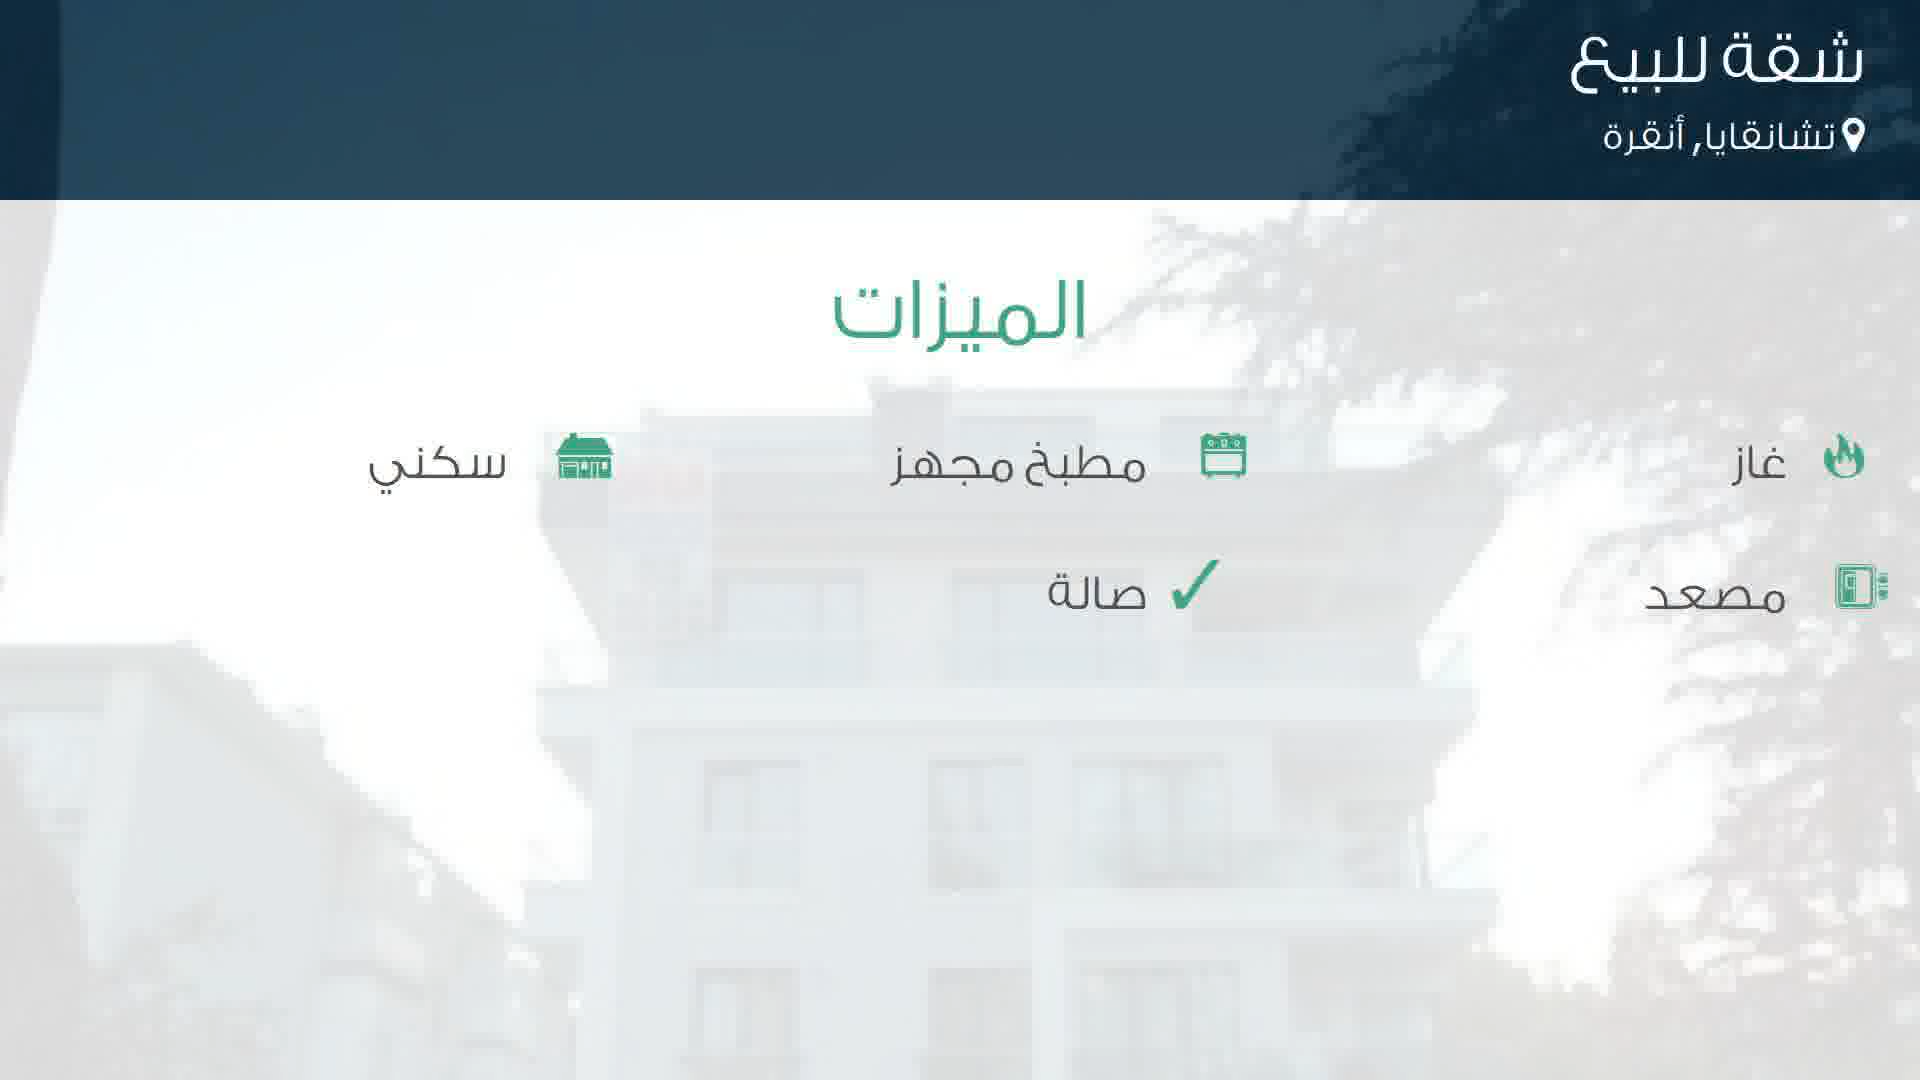 شقة للبيع
تشانقايا, أنقرة
الميزات
غاز
مطبخ مجهز
سكني
مصعد
صالة